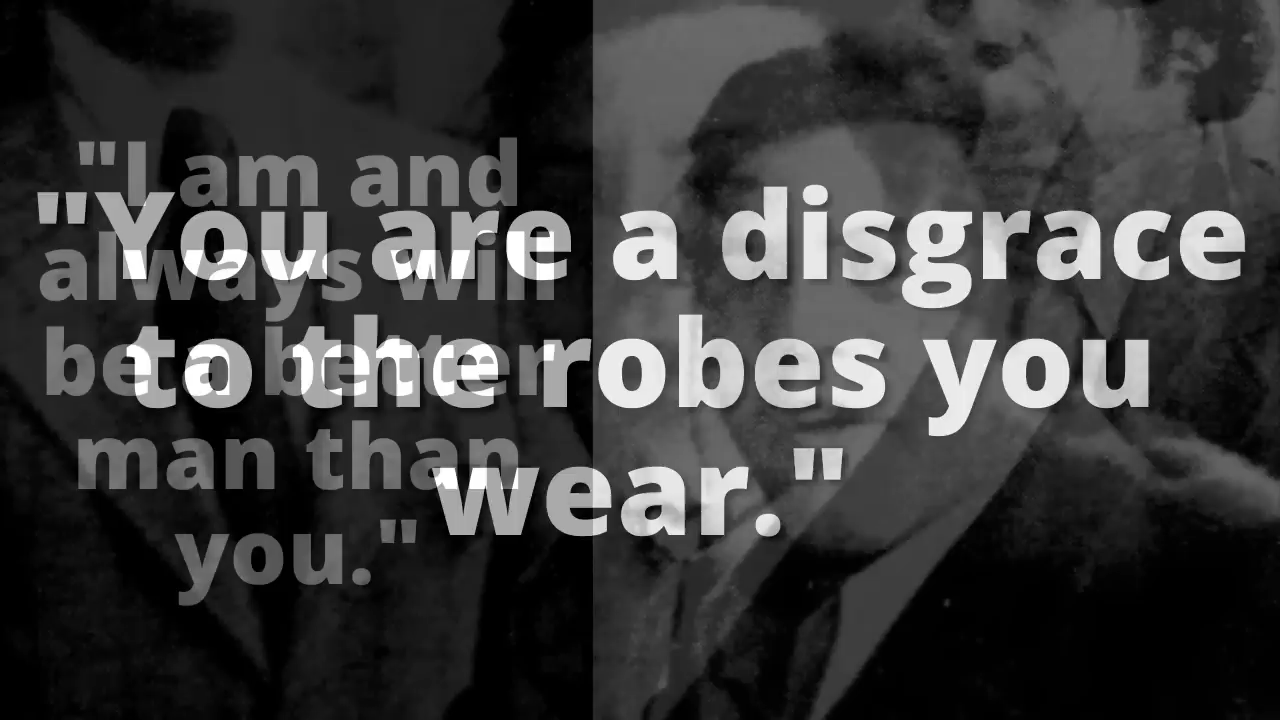 "I am and
always will
be a better
man than
you."
"You are a disgrace
to the robes you
wear."